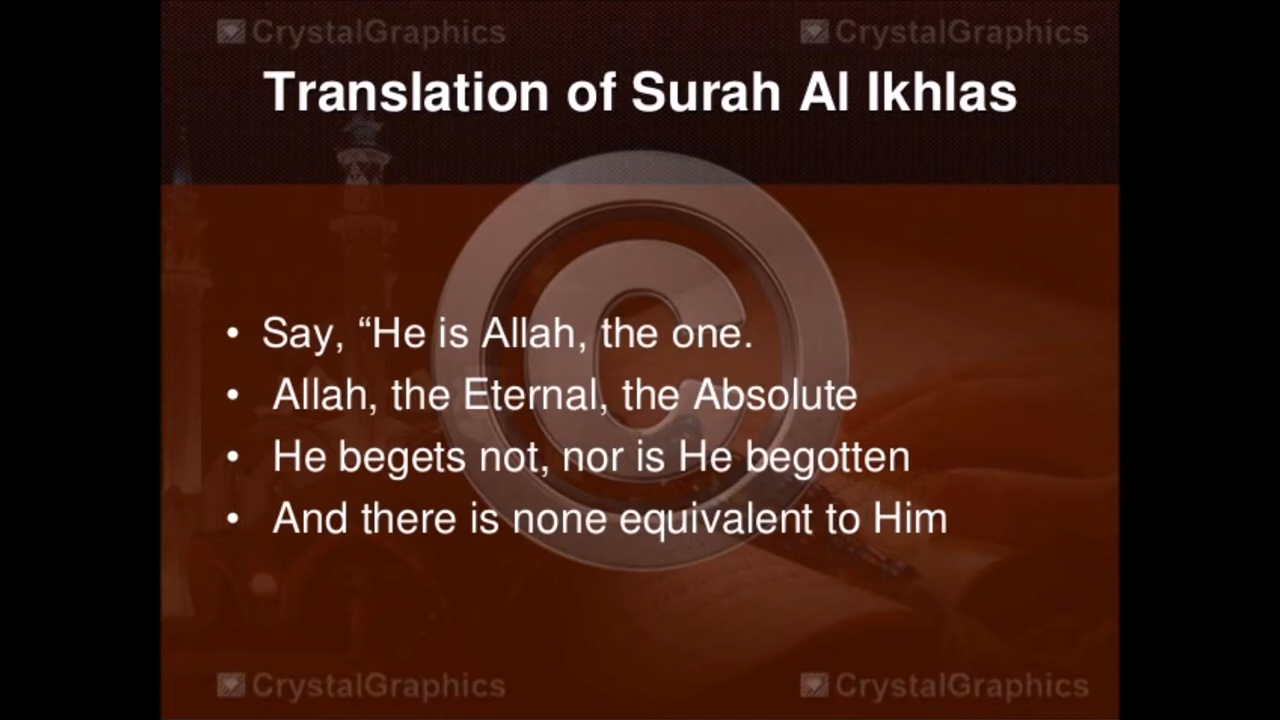 CrystalGraphics CrystalGraphics
Translation of Surah Al Ikhlas
• Say, “He is Allah, the one.
• Allah, the Eternal, the Absolute
• He begets not, nor is He begotten
• And there is none equivalent to Him
CrystalGraphics CrystalGraphics